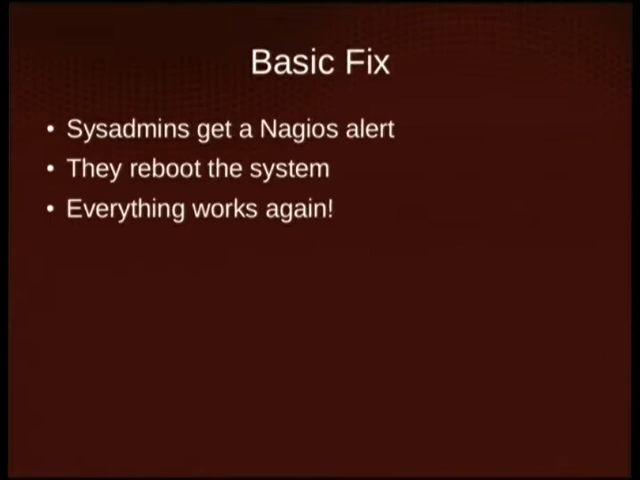 Basic Fix
• Sysadmins get a Nagios alert
• They reboot the system
• Everything works again!